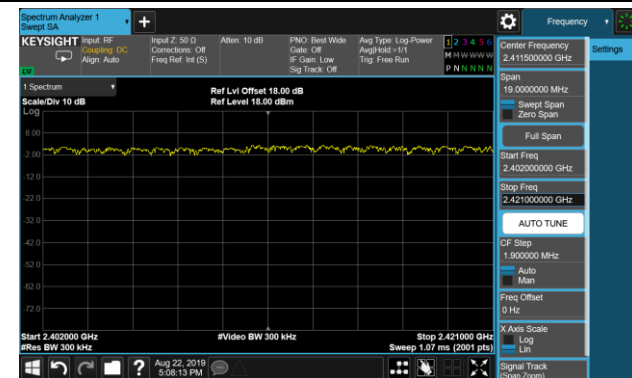 Spectrum Analyzer 1
Swept SA
+
Frequency
KEYSIGHT
Input: RF
Coupling: DC
Align: Auto
Input Z: 50 Ω
Corrections: Off
Freq Ref: Int (S)
Atten: 10 dB
PNO: Best Wide
Gate: Off
IF Gain: Low
Sig Track: Off
Avg Type: Log-Power
Avg|Hold:>1/1
Trig: Free Run
1 2 3 4 5 6
M W W W W W
P N N N N N
Center Frequency
2.411500000 GHz
Settings
Span
19.0000000 MHz
Swept Span
Zero Span
Full Span
Start Freq
2.402000000 GHz
Stop Freq
2.421000000 GHz
AUTO TUNE
CF Step
1.900000 MHz
Auto
Man
Freq Offset
0 Hz
X Axis Scale
Log
Lin
Signal Track
(Span Zoom)
LXI
1 Spectrum
Scale/Div 10 dB
Ref Lvl Offset 18.00 dB
Ref Level 18.00 dBm
Log
8.00
-2.00
-12.0
-22.0
-32.0
-42.0
-52.0
-62.0
-72.0
Start 2.402000 GHz
#Res BW 300 kHz
#Video BW 300 kHz
Stop 2.421000 GHz
Sweep 1.07 ms (2001 pts)
?
Aug 22, 2019
5:08:13 PM